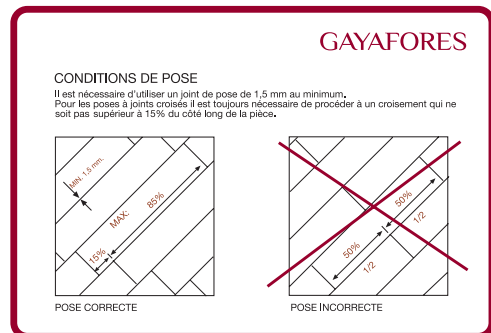 GAYAFORES
CONDITIONS DE POSE
Il est nécessaire d'utiliser un joint de pose de 1,5 mm au minimum.
Pour les poses à joints croisés il est toujours nécessaire de procéder à un croisement qui ne
soit pas supérieur à 15% du côté long de la pièce.
MIN. 1,5 mm.
MAX:
85%
15%
50%
1/2
50%
1/2
POSE CORRECTE
POSE INCORRECTE